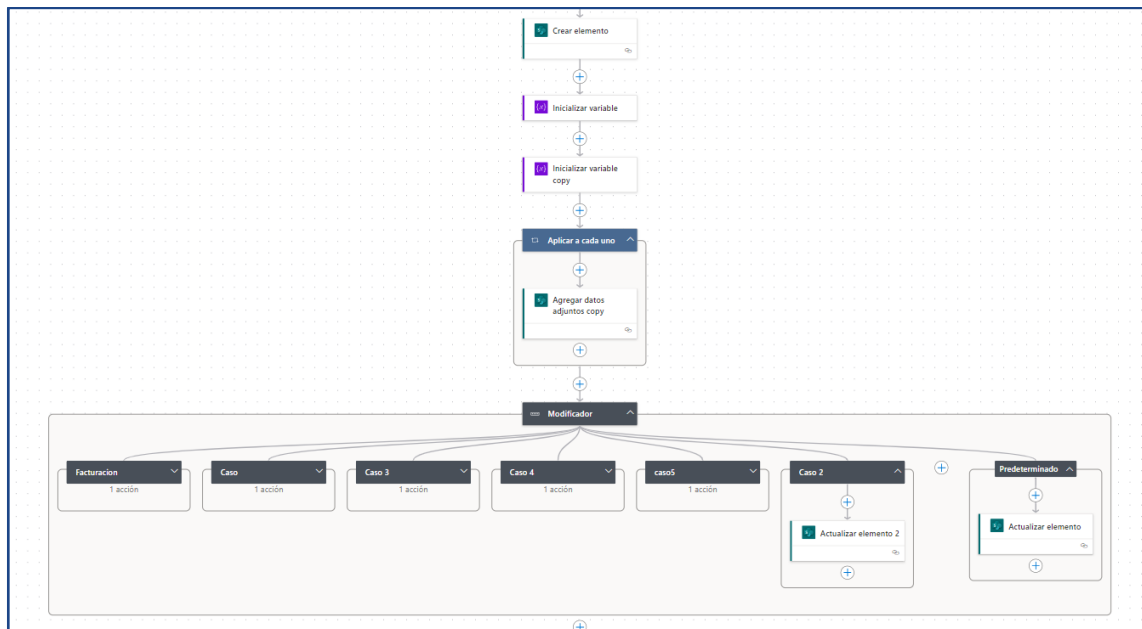 Crear elemento
Inicializar variable
Inicializar variable
copy
Aplicar a cada uno
Agregar datos
adjuntos copy
Modificador
Facturacion
1 acción
Caso
1 acción
Caso 3
1 acción
Caso 4
1 acción
caso5
1 acción
Caso 2
Actualizar elemento 2
Predeterminado
Actualizar elemento